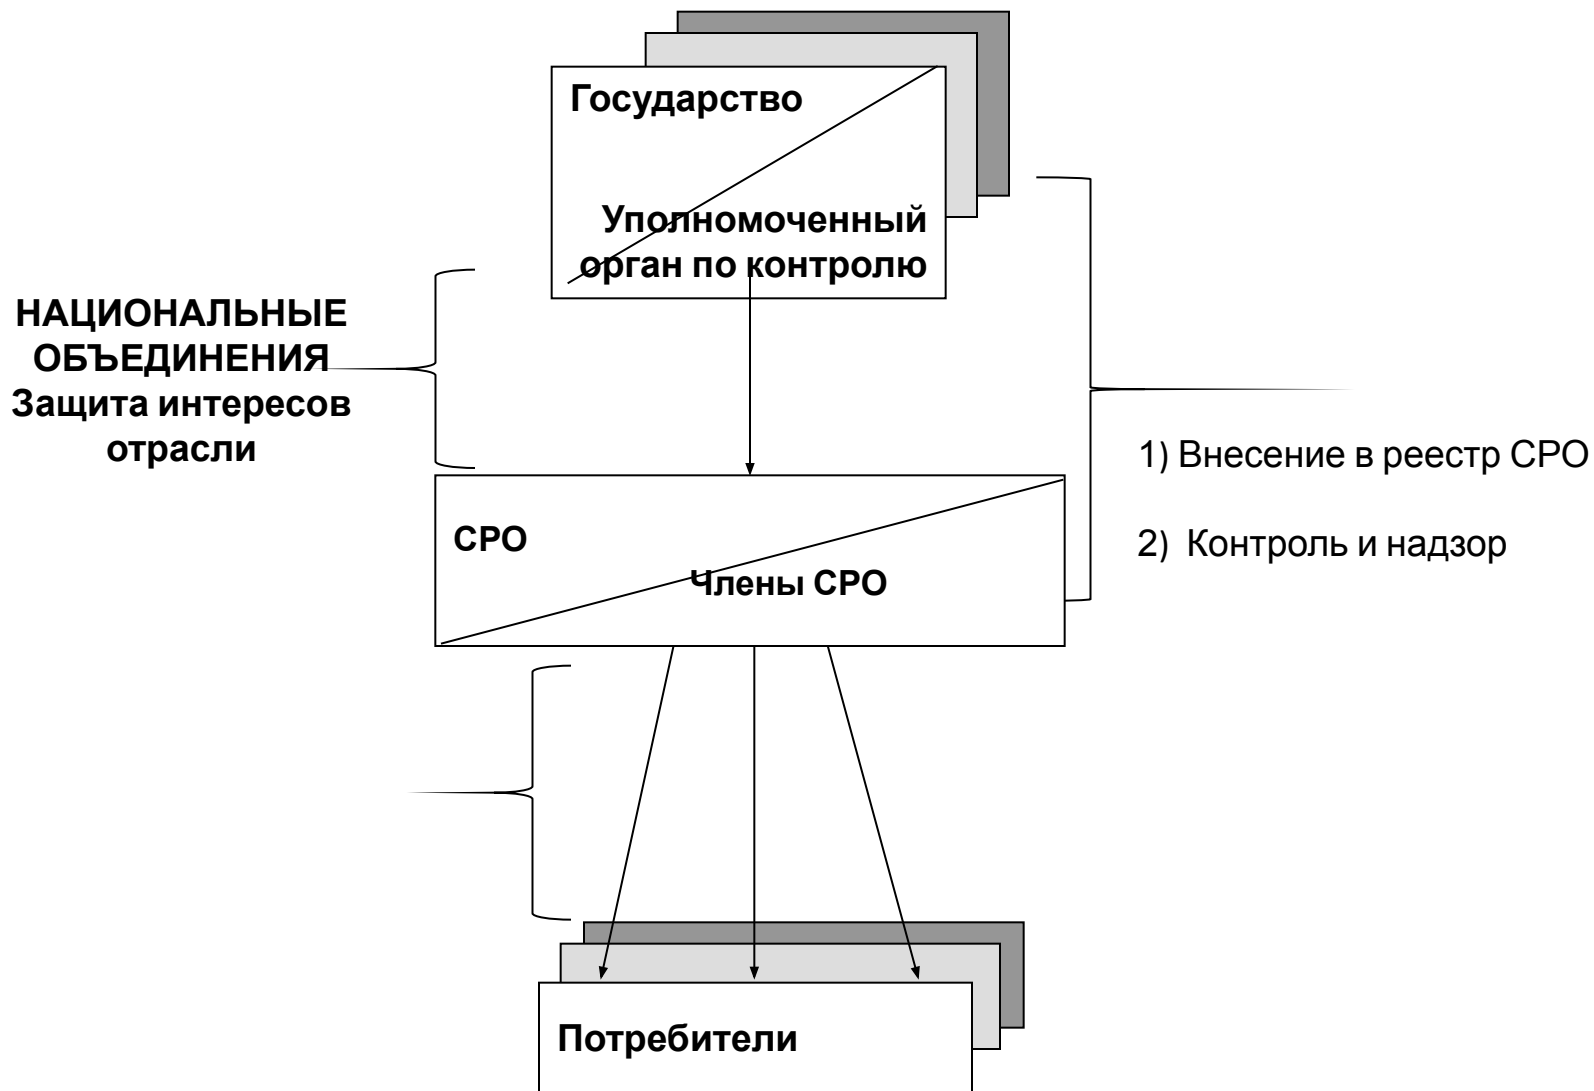 Государство
Уполномоченный
орган по контролю
НАЦИОНАЛЬНЫЕ
ОБЪЕДИНЕНИЯ
Защита интересов
отрасли
1) Внесение в реестр СРО
2) Контроль и надзор
СРО
Члены СРО
Потребители